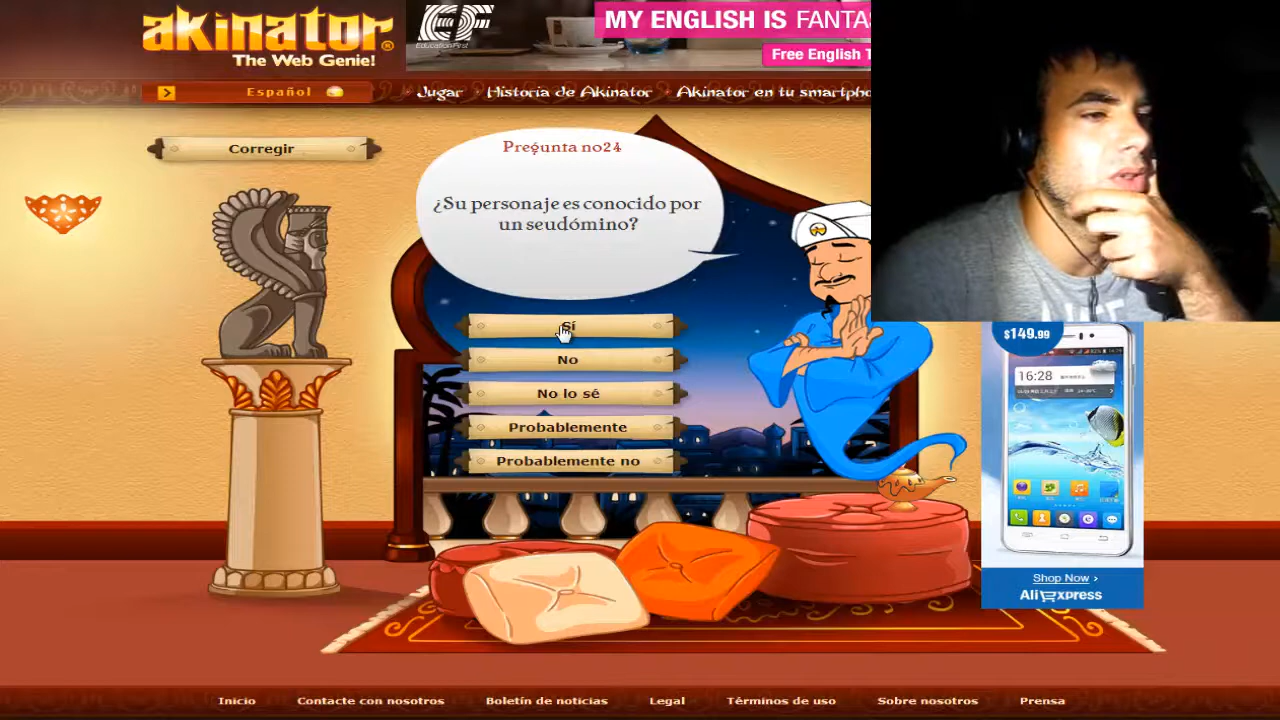 akinator®
The Web Genie!
EF
Education First
MY ENGLISH IS FANTAS
Free English T
Español
Jugar
Historia de Akinator
Akinator en tu smartpho
Corregir
Pregunta no24
¿Su personaje es conocido por
un seudómino?
Sí
No
No lo sé
Probablemente
Probablemente no
$149.99
16:28
Shop Now ›
AliExpress
Inicio
Contacte con nosotros
Boletín de noticias
Legal
Términos de uso
Sobre nosotros
Prensa